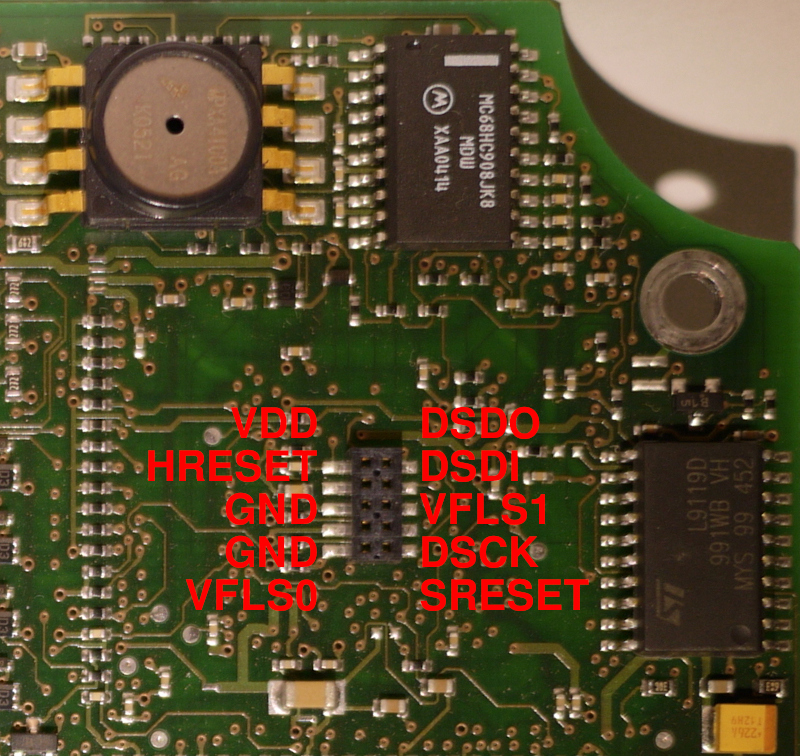 MC68HC908JK8
MDW
XAA0414
K0521
VDD DSDO
HRESET DSDI
GND VFLS1
GND DSCK
VFLS0 SRESET
L9119D
991WB VH
MYS 99 452